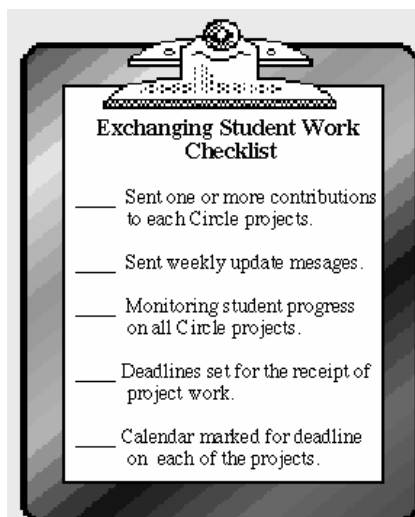 Exchanging Student Work
Checklist
____ Sent one or more contributions
to each Circle projects.
____ Sent weekly update mesages.
____ Monitoring student progress
on all Circle projects.
____ Deadlines set for the receipt of
project work.
____ Calendar marked for deadline
on each of the projects.